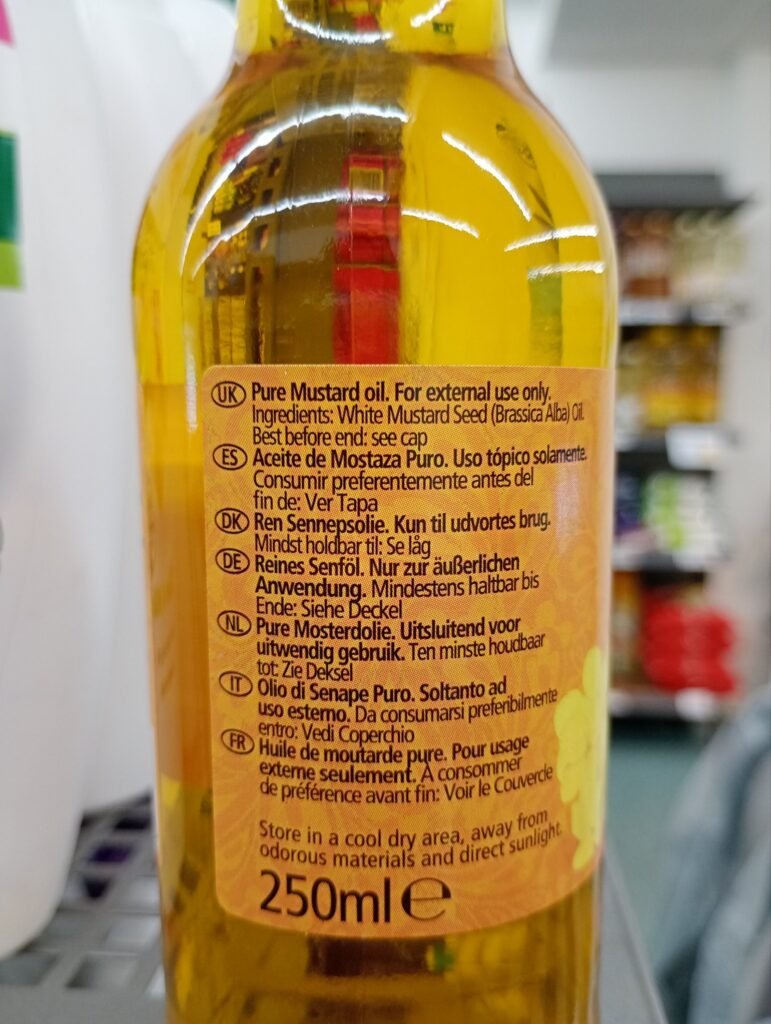 UK Pure Mustard oil. For external use only.
Ingredients: White Mustard Seed (Brassica Alba) Oil.
Best before end: see cap
ES Aceite de Mostaza Puro. Uso tópico solamente.
Consumir preferentemente antes del
fin de: Ver Tapa
DK Ren Sennepsolie. Kun til udvortes brug.
Mindst holdbar til: Se låg
DE Reines Senföl. Nur zur äußerlichen
Anwendung. Mindestens haltbar bis
Ende: Siehe Deckel
NL Pure Mosterdolie. Uitsluitend voor
uitwendig gebruik. Ten minste houdbaar
tot: Zie Deksel
IT Olio di Senape Puro. Soltanto ad
uso esterno. Da consumarsi preferibilmente
entro: Vedi Coperchio
FR Huile de moutarde pure. Pour usage
externe seulement. À consommer
de préférence avant fin: Voir le Couvercle
Store in a cool dry area, away from
odorous materials and direct sunlight.
250ml e